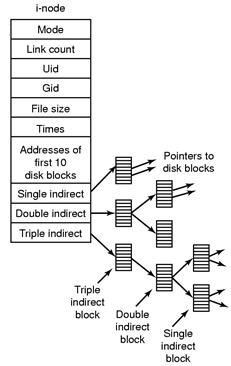 i-node
Mode
Link count
Uid
Gid
File size
Times
Addresses of
first 10
disk blocks
Single indirect
Double indirect
Triple indirect
Pointers to
disk blocks
Triple
indirect
block
Double
indirect
block
Single
indirect
block